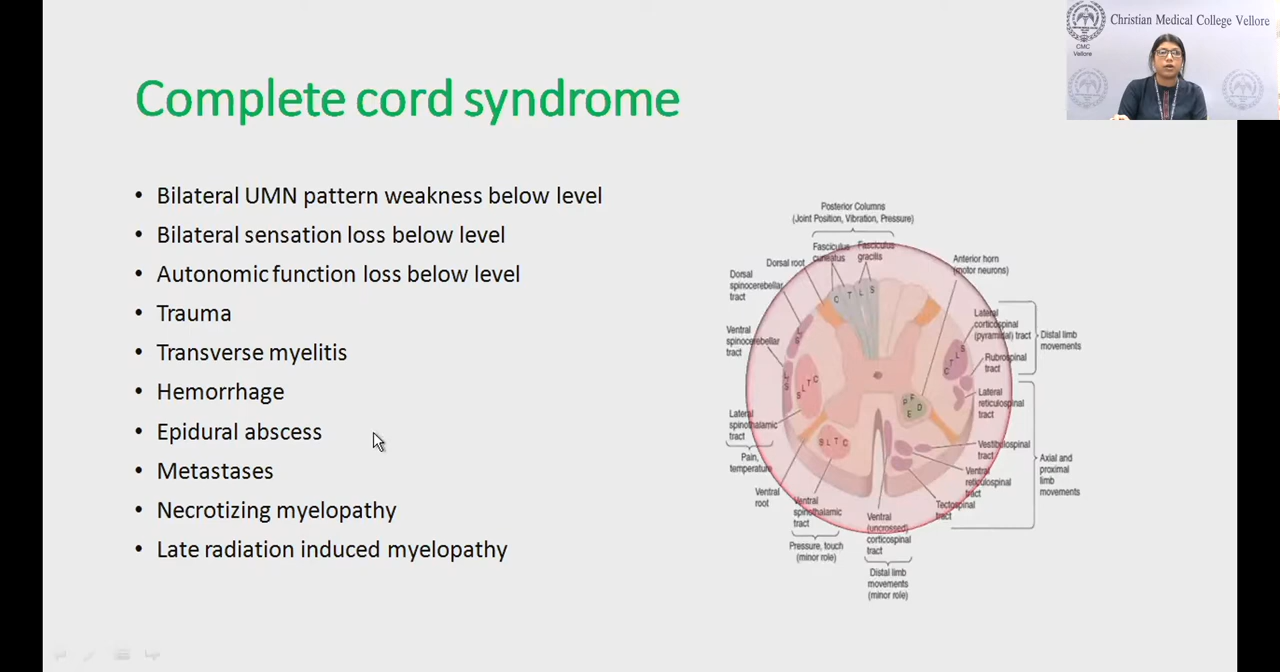 Christian Medical College Vellore
CMC
Vellore
Complete cord syndrome
• Bilateral UMN pattern weakness below level
• Bilateral sensation loss below level
• Autonomic function loss below level
• Trauma
• Transverse myelitis
• Hemorrhage
• Epidural abscess
• Metastases
• Necrotizing myelopathy
• Late radiation induced myelopathy
Posterior Columns
(Joint Position, Vibration, Pressure)
Fasciculus
cuneatus
Fasciculus
gracilis
Dorsal root
Dorsal
spinocerebellar
tract
Anterior horn
(motor neurons)
C T L S
Ventral
spinocerebellar
tract
L
S
L
S
S L T C
Lateral
corticospinal
(pyramidal) tract
Distal limb
movements
C T L S
Rubrospinal
tract
Lateral
reticulospinal
tract
F
P
E
D
Lateral
spinothalamic
tract
Pain,
temperature
S L T C
Vestibulospinal
tract
Ventral
reticulospinal
tract
Axial and
proximal
limb
movements
Ventral
root
Ventral
spinothalamic
tract
Tectospinal
tract
Pressure, touch
(minor role)
Ventral
(uncrossed)
corticospinal
tract
Distal limb
movements
(minor role)